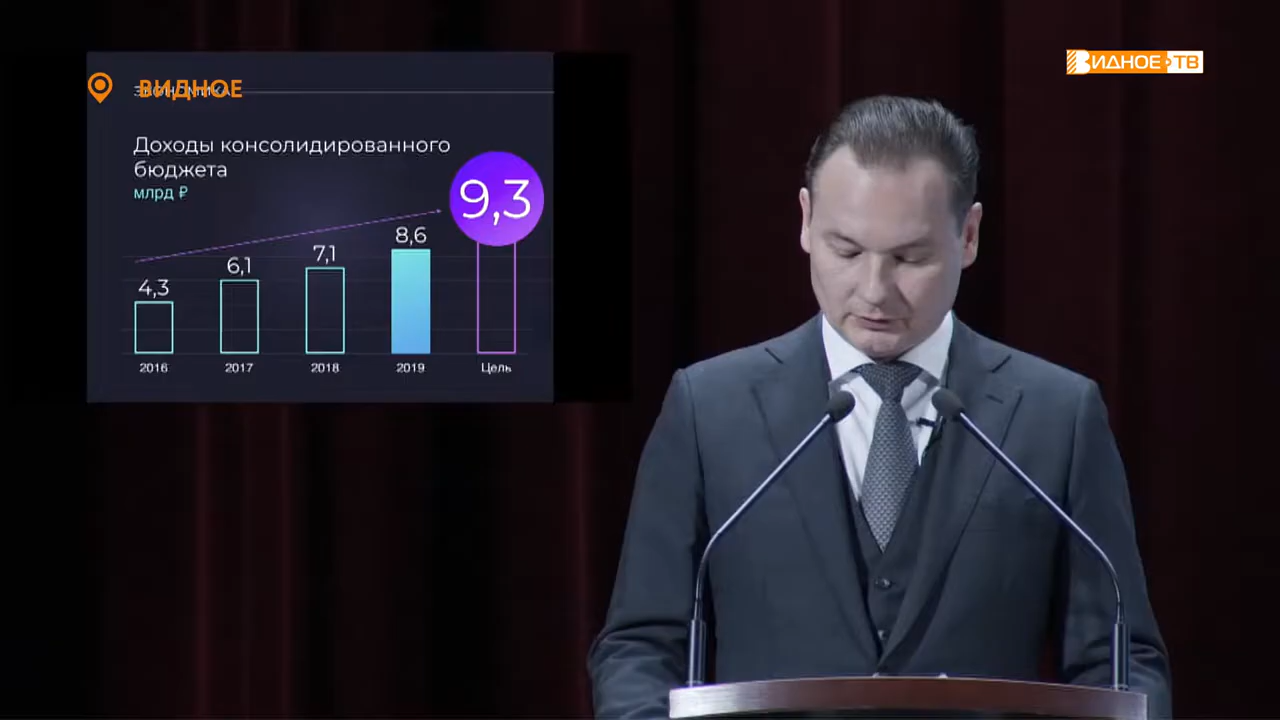 ЭКОНОМИКА
ВИДНОЕ
ВИДНОЕ ТВ
Доходы консолидированного
бюджета
млрд ₽
9,3
8,6
7,1
6,1
4,3
2016 2017 2018 2019 Цель